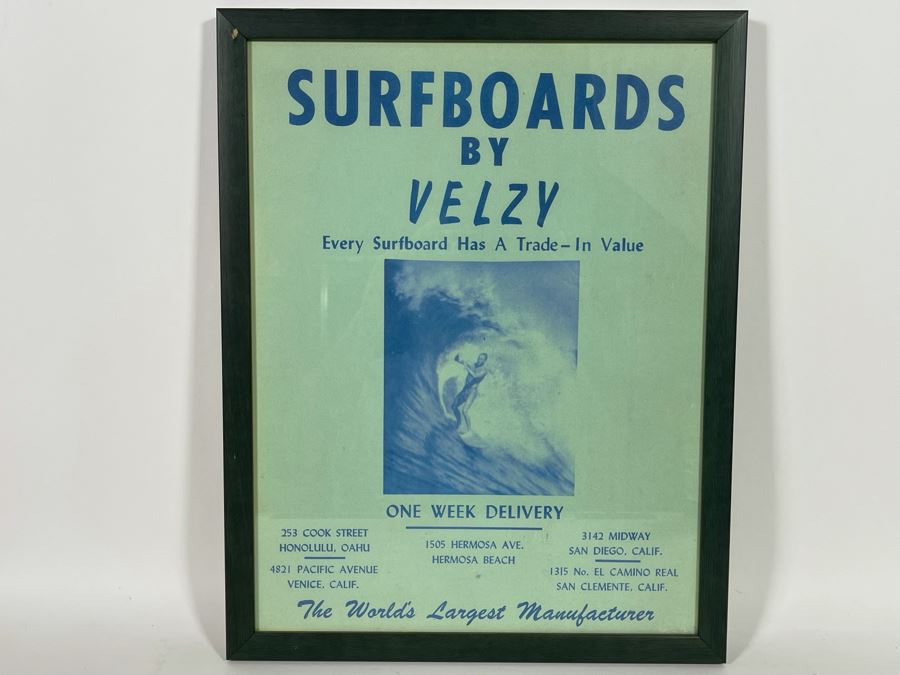 SURFBOARDS
BY
VELZY
Every Surfboard Has A Trade-In Value
ONE WEEK DELIVERY
253 COOK STREET
HONOLULU, OAHU
4821 PACIFIC AVENUE
VENICE, CALIF.
1505 HERMOSA AVE.
HERMOSA BEACH
3142 MIDWAY
SAN DIEGO, CALIF.
1315 No. EL CAMINO REAL
SAN CLEMENTE, CALIF.
The World's Largest Manufacturer